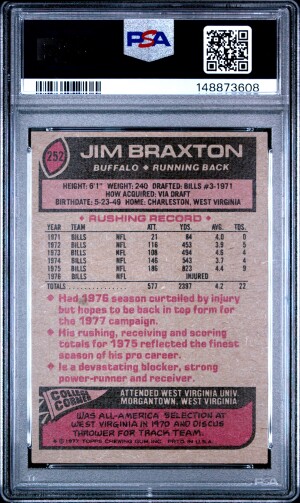 PSA
148873608
252
JIM BRAXTON
BUFFALO ♦ RUNNING BACK
HEIGHT: 6'1" WEIGHT: 240 DRAFTED: BILLS #3-1971
HOW ACQUIRED: VIA DRAFT
BIRTHDATE: 5-23-49 HOME: CHARLESTON, WEST VIRGINIA
RUSHING RECORD
YEAR TEAM ATT. YDS. AVG. TDS.
1971 BILLS NFL 21 84 4.0 0
1972 BILLS NFL 116 453 3.9 5
1973 BILLS NFL 108 494 4.6 4
1974 BILLS NFL 146 543 3.7 4
1975 BILLS NFL 186 823 4.4 9
1976 BILLS NFL INJURED
TOTALS 577 2397 4.2 22
♦ Had 1976 season curtailed by injury
but hopes to be back in top form for
the 1977 campaign.
♦ His rushing, receiving and scoring
totals for 1975 reflected the finest
season of his pro career.
♦ Is a devastating blocker, strong
power-runner and receiver.
COLLEGE CORNER
ATTENDED WEST VIRGINIA UNIV.
MORGANTOWN, WEST VIRGINIA
WAS ALL-AMERICA SELECTION AT
WEST VIRGINIA IN 1970 AND DISCUS
THROWER FOR TRACK TEAM.
© 1977 TOPPS CHEWING GUM, INC. PRTD. IN U.S.A.